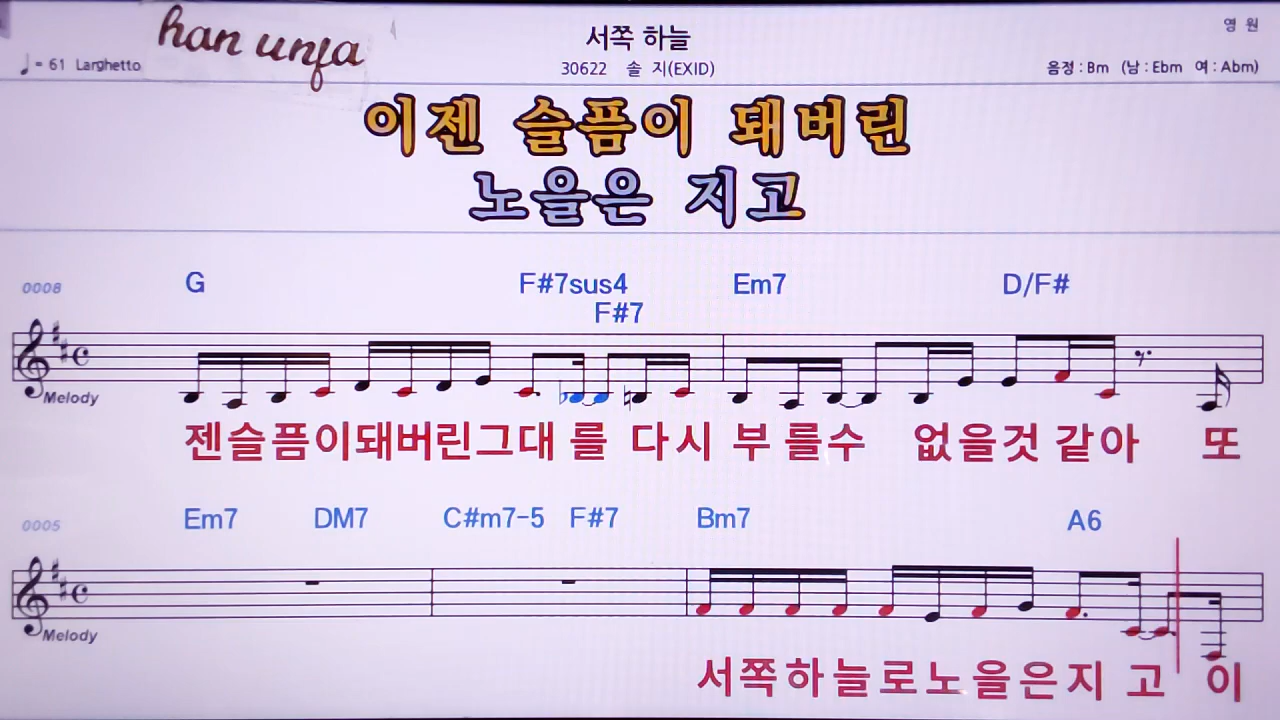 han unfa
영 원
서쪽 하늘
♩= 61 Larghetto
30622 솔 지(EXID)
음정 : Bm (남 : Ebm 여 : Abm)
이젠 슬픔이 돼버린
노을은 지고
0008 G F#7sus4 Em7 D/F#
F#7
Melody
젠슬픔이돼버린그대 를 다시 부 를수 없을것 같아 또
0005 Em7 DM7 C#m7-5 F#7 Bm7 A6
Melody
서쪽하늘로노을은지 고 이